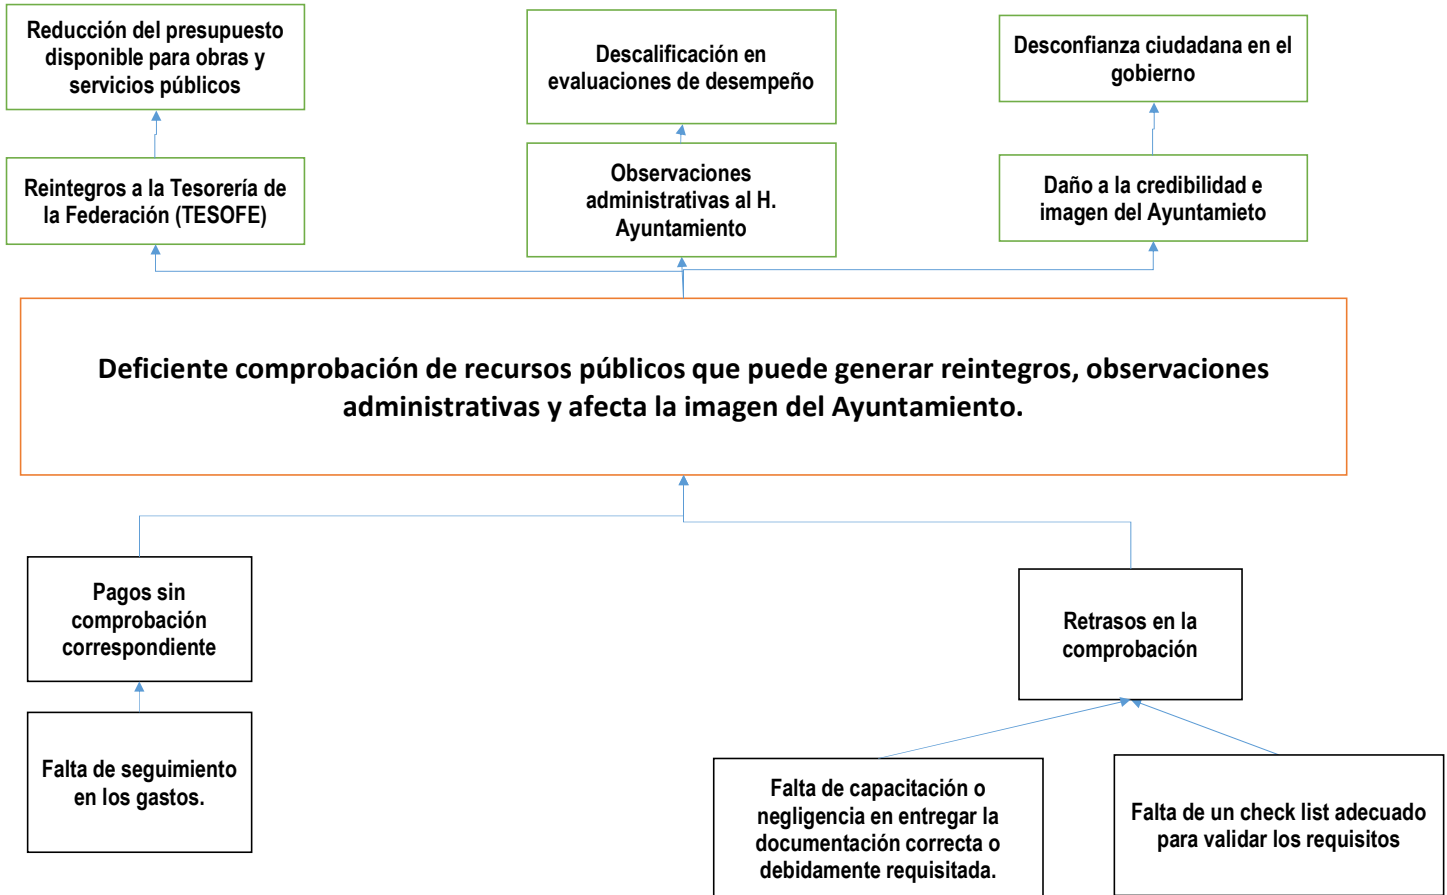 Reducción del presupuesto
disponible para obras y
servicios públicos
Descalificación en
evaluaciones de desempeño
Desconfianza ciudadana en el
gobierno
Reintegros a la Tesorería de
la Federación (TESOFE)
Observaciones
administrativas al H.
Ayuntamiento
Daño a la credibilidad e
imagen del Ayuntamieto
Deficiente comprobación de recursos públicos que puede generar reintegros, observaciones
administrativas y afecta la imagen del Ayuntamiento.
Pagos sin
comprobación
correspondiente
Retrasos en la
comprobación
Falta de seguimiento
en los gastos.
Falta de capacitación o
negligencia en entregar la
documentación correcta o
debidamente requisitada.
Falta de un check list adecuado
para validar los requisitos